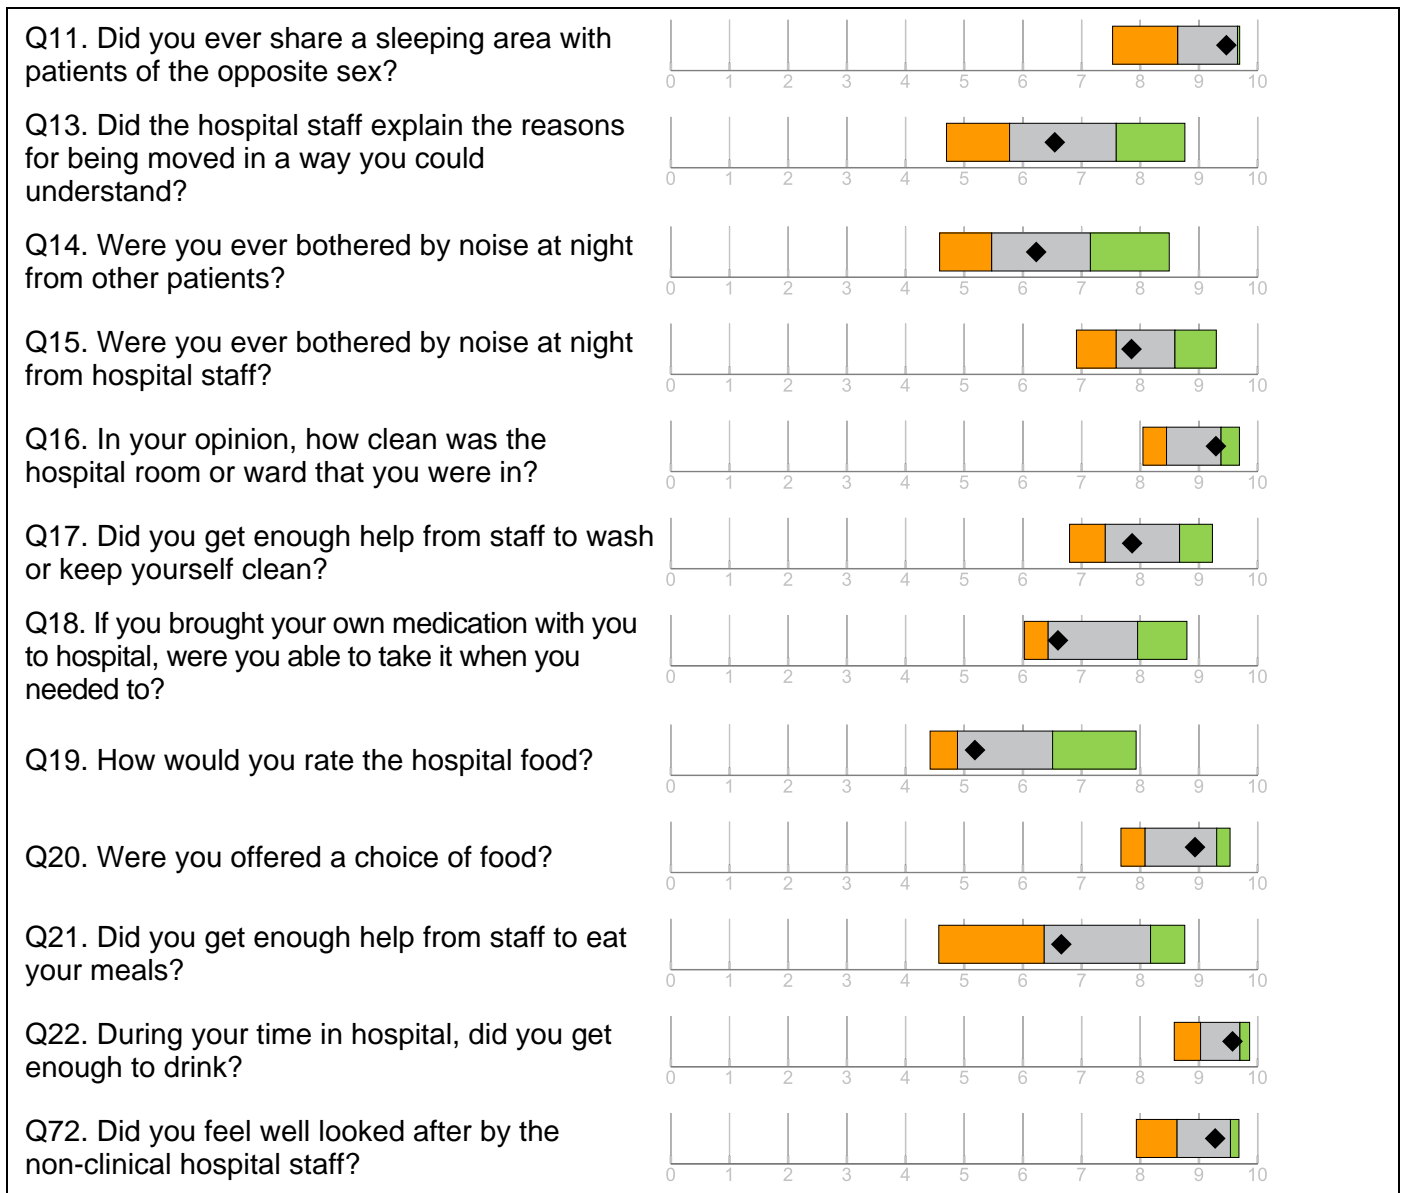 Q11. Did you ever share a sleeping area with
patients of the opposite sex?
0 1 2 3 4 5 6 7 8 9 10
Q13. Did the hospital staff explain the reasons
for being moved in a way you could
understand?
0 1 2 3 4 5 6 7 8 9 10
Q14. Were you ever bothered by noise at night
from other patients?
0 1 2 3 4 5 6 7 8 9 10
Q15. Were you ever bothered by noise at night
from hospital staff?
0 1 2 3 4 5 6 7 8 9 10
Q16. In your opinion, how clean was the
hospital room or ward that you were in?
0 1 2 3 4 5 6 7 8 9 10
Q17. Did you get enough help from staff to wash
or keep yourself clean?
0 1 2 3 4 5 6 7 8 9 10
Q18. If you brought your own medication with you
to hospital, were you able to take it when you
needed to?
0 1 2 3 4 5 6 7 8 9 10
Q19. How would you rate the hospital food?
0 1 2 3 4 5 6 7 8 9 10
Q20. Were you offered a choice of food?
0 1 2 3 4 5 6 7 8 9 10
Q21. Did you get enough help from staff to eat
your meals?
0 1 2 3 4 5 6 7 8 9 10
Q22. During your time in hospital, did you get
enough to drink?
0 1 2 3 4 5 6 7 8 9 10
Q72. Did you feel well looked after by the
non-clinical hospital staff?
0 1 2 3 4 5 6 7 8 9 10